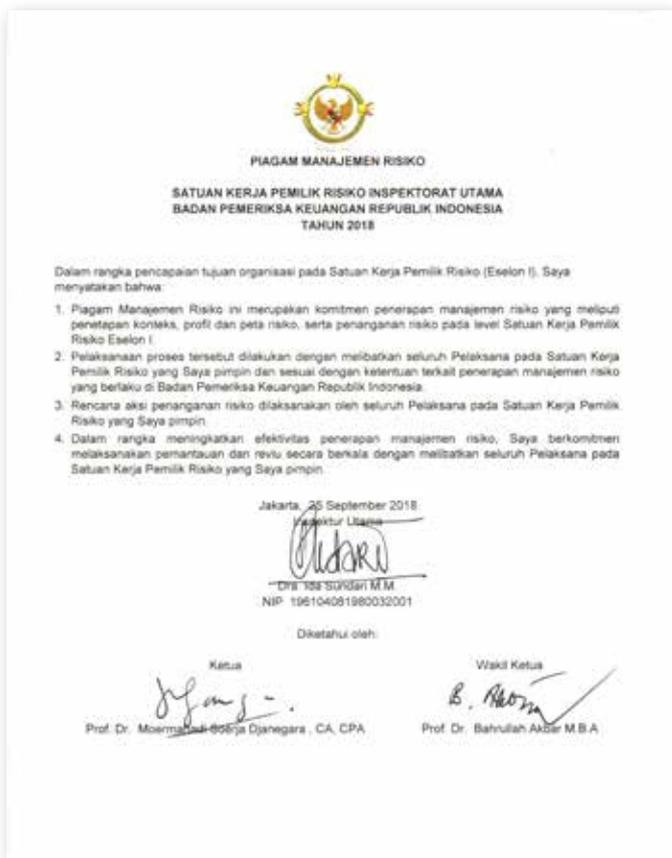 PIAGAM MANAJEMEN RISIKO
SATUAN KERJA PEMILIK RISIKO INSPEKTORAT UTAMA
BADAN PEMERIKSA KEUANGAN REPUBLIK INDONESIA
TAHUN 2018
Dalam rangka pencapaian tujuan organisasi pada Satuan Kerja Pemilik Risiko (Eselon I), Saya
menyatakan bahwa:
1. Piagam Manajemen Risiko ini merupakan komitmen penerapan manajemen risiko yang meliputi
penetapan konteks, profil dan peta risiko, serta penanganan risiko pada level Satuan Kerja Pemilik
Risiko Eselon I.
2. Pelaksanaan proses tersebut dilakukan dengan melibatkan seluruh Pelaksana pada Satuan Kerja
Pemilik Risiko yang Saya pimpin dan sesuai dengan ketentuan terkait penerapan manajemen risiko
yang berlaku di Badan Pemeriksa Keuangan Republik Indonesia.
3. Rencana aksi penanganan risiko dilaksanakan oleh seluruh Pelaksana pada Satuan Kerja Pemilik
Risiko yang Saya pimpin.
4. Dalam rangka meningkatkan efektivitas penerapan manajemen risiko, Saya berkomitmen
melaksanakan pemantauan dan reviu secara berkala dengan melibatkan seluruh Pelaksana pada
Satuan Kerja Pemilik Risiko yang Saya pimpin.
Jakarta, 25 September 2018
Inspektur Utama
Dra. Ida Sundari M.M.
NIP 196104081980032001
Diketahui oleh:
Ketua
Wakil Ketua
Prof. Dr. Moermahadi Soerja Djanegara , CA, CPA
Prof. Dr. Bahrullah Akbar M.B.A